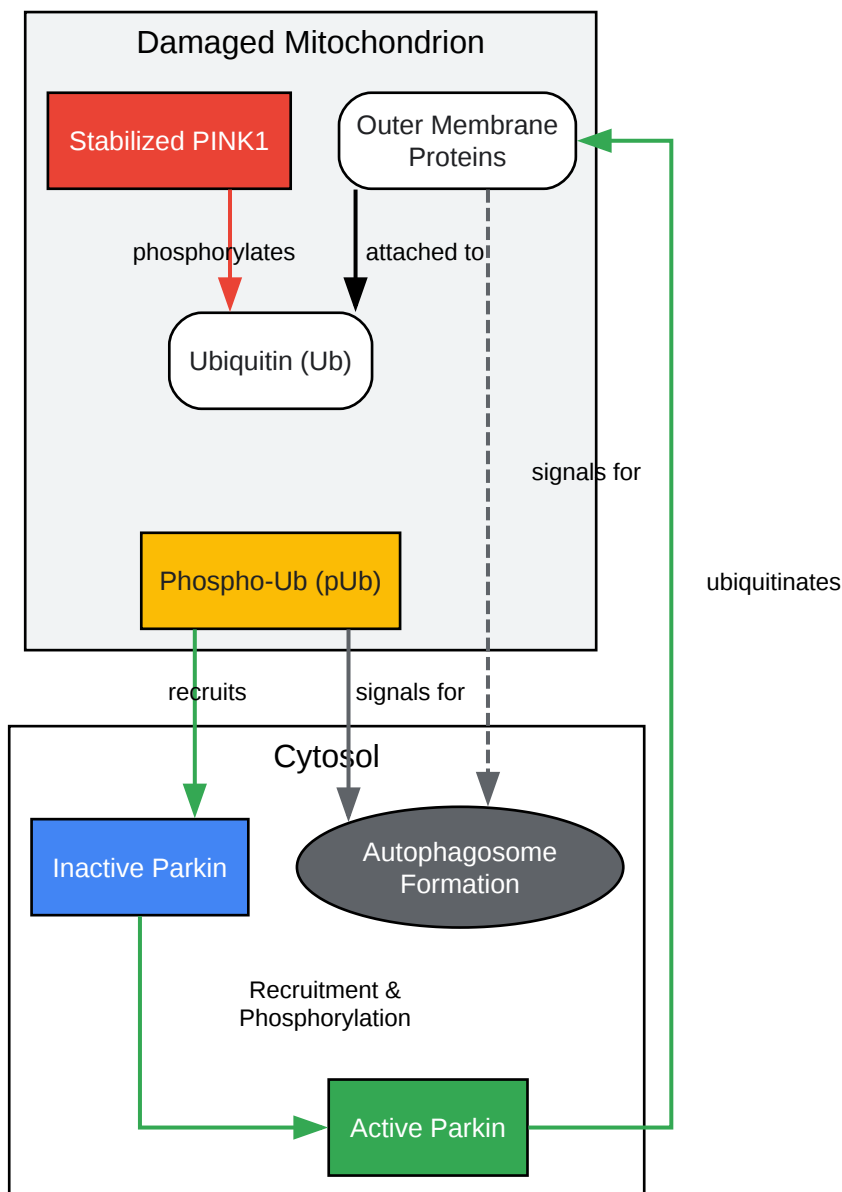 Damaged Mitochondrion
Stabilized PINK1
Outer Membrane
Proteins
phosphorylates
attached to
Ubiquitin (Ub)
signals for
Phospho-Ub (pUb)
ubiquitinates
recruits
signals for
Cytosol
Inactive Parkin
Autophagosome
Formation
Recruitment &
Phosphorylation
Active Parkin